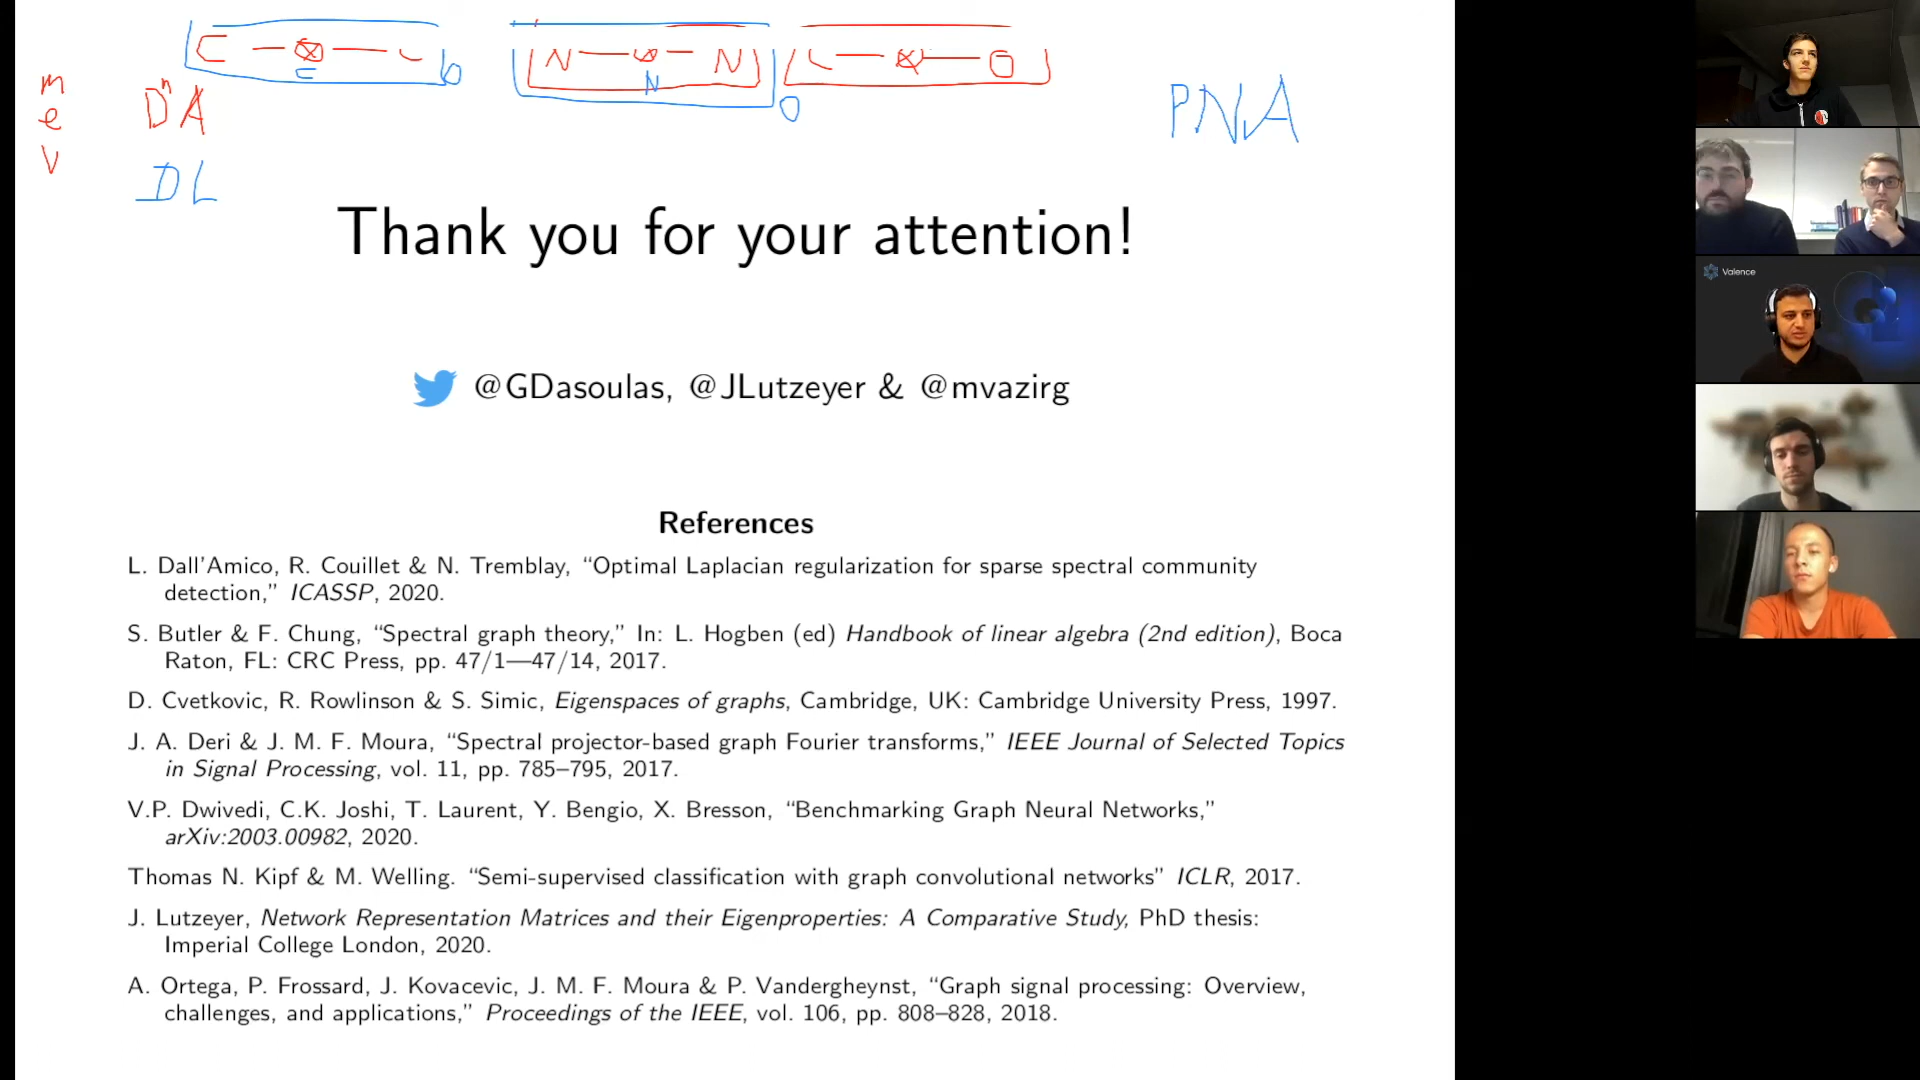 C — — C
C b
N — — N
N
O
C — — O
m
e
v
DⁿA
DL
PNA
Thank you for your attention!
@GDasoulas, @JLutzeyer & @mvazirg
References
L. Dall'Amico, R. Couillet & N. Tremblay, “Optimal Laplacian regularization for sparse spectral community
detection,” ICASSP, 2020.
S. Butler & F. Chung, “Spectral graph theory,” In: L. Hogben (ed) Handbook of linear algebra (2nd edition), Boca
Raton, FL: CRC Press, pp. 47/1—47/14, 2017.
D. Cvetkovic, R. Rowlinson & S. Simic, Eigenspaces of graphs, Cambridge, UK: Cambridge University Press, 1997.
J. A. Deri & J. M. F. Moura, “Spectral projector-based graph Fourier transforms,” IEEE Journal of Selected Topics
in Signal Processing, vol. 11, pp. 785–795, 2017.
V.P. Dwivedi, C.K. Joshi, T. Laurent, Y. Bengio, X. Bresson, “Benchmarking Graph Neural Networks,”
arXiv:2003.00982, 2020.
Thomas N. Kipf & M. Welling. “Semi-supervised classification with graph convolutional networks” ICLR, 2017.
J. Lutzeyer, Network Representation Matrices and their Eigenproperties: A Comparative Study, PhD thesis:
Imperial College London, 2020.
A. Ortega, P. Frossard, J. Kovacevic, J. M. F. Moura & P. Vandergheynst, “Graph signal processing: Overview,
challenges, and applications,” Proceedings of the IEEE, vol. 106, pp. 808–828, 2018.
Valence